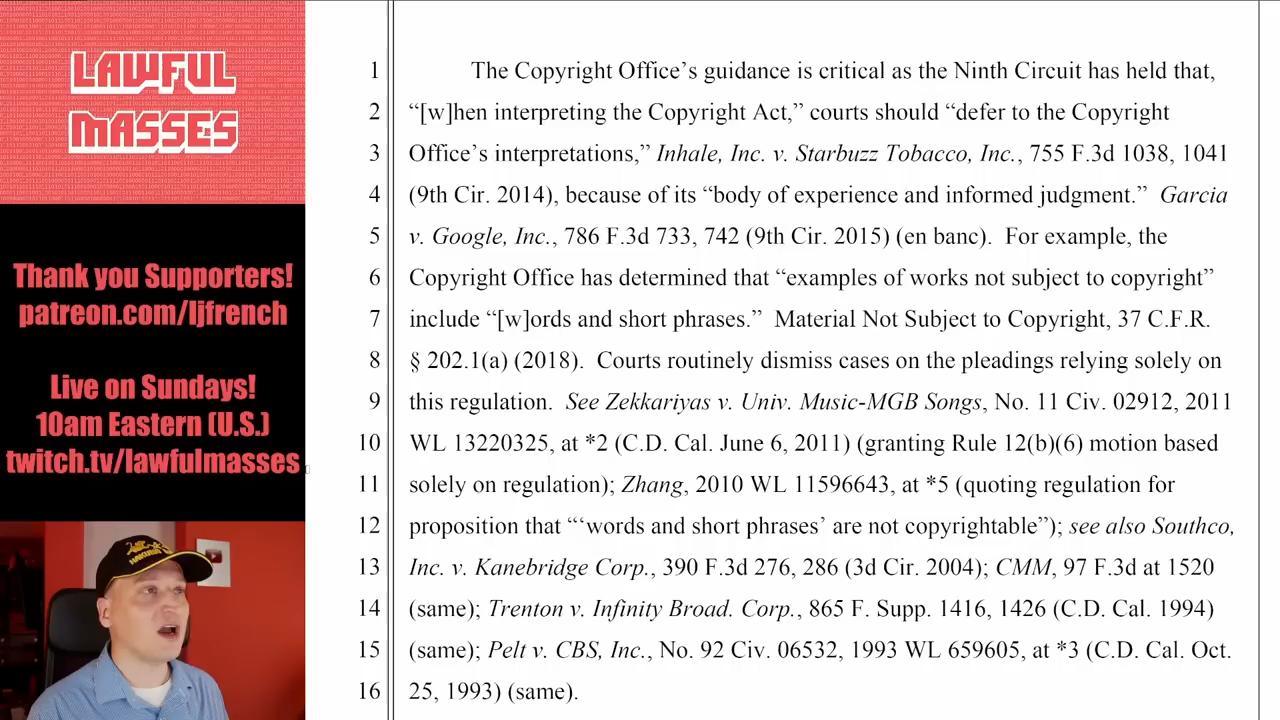 LAWFUL
MASSES
Thank you Supporters!
patreon.com/ljfrench
Live on Sundays!
10am Eastern (U.S.)
twitch.tv/lawfulmasses
1 The Copyright Office’s guidance is critical as the Ninth Circuit has held that,
2 “[w]hen interpreting the Copyright Act,” courts should “defer to the Copyright
3 Office’s interpretations,” Inhale, Inc. v. Starbuzz Tobacco, Inc., 755 F.3d 1038, 1041
4 (9th Cir. 2014), because of its “body of experience and informed judgment.” Garcia
5 v. Google, Inc., 786 F.3d 733, 742 (9th Cir. 2015) (en banc). For example, the
6 Copyright Office has determined that “examples of works not subject to copyright”
7 include “[w]ords and short phrases.” Material Not Subject to Copyright, 37 C.F.R.
8 § 202.1(a) (2018). Courts routinely dismiss cases on the pleadings relying solely on
9 this regulation. See Zekkariyas v. Univ. Music-MGB Songs, No. 11 Civ. 02912, 2011
10 WL 13220325, at *2 (C.D. Cal. June 6, 2011) (granting Rule 12(b)(6) motion based
11 solely on regulation); Zhang, 2010 WL 11596643, at *5 (quoting regulation for
12 proposition that “‘words and short phrases’ are not copyrightable”); see also Southco,
13 Inc. v. Kanebridge Corp., 390 F.3d 276, 286 (3d Cir. 2004); CMM, 97 F.3d at 1520
14 (same); Trenton v. Infinity Broad. Corp., 865 F. Supp. 1416, 1426 (C.D. Cal. 1994)
15 (same); Pelt v. CBS, Inc., No. 92 Civ. 06532, 1993 WL 659605, at *3 (C.D. Cal. Oct.
16 25, 1993) (same).